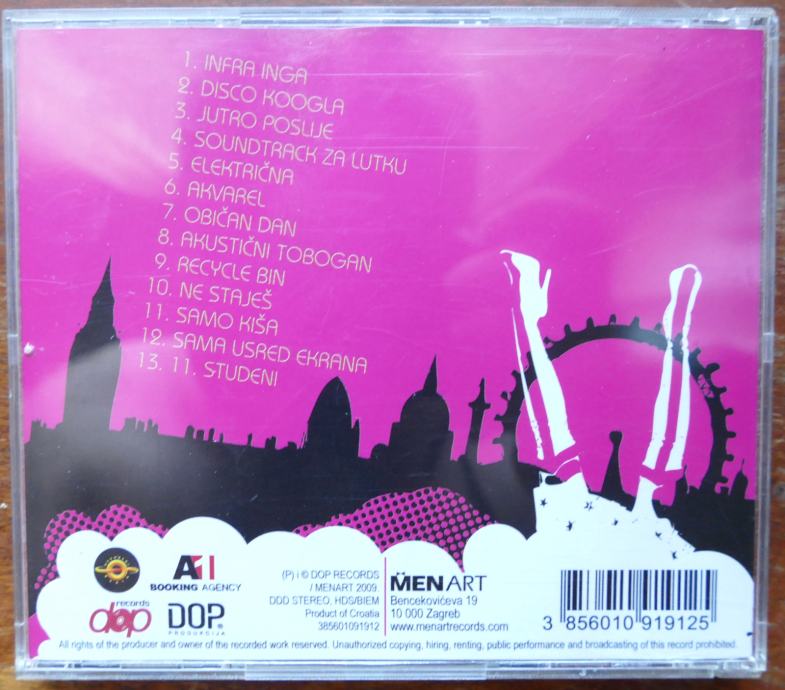 1. INFRA INGA
2. DISCO KOOGLA
3. JUTRO POSLIJE
4. SOUNDTRACK ZA LUTKU
5. ELEKTRIČNA
6. AKVAREL
7. OBIČAN DAN
8. AKUSTIČNI TOBOGAN
9. RECYCLE BIN
10. NE STAJEŠ
11. SAMO KIŠA
12. SAMA USRED EKRANA
13. 11. STUDENI
A1
BOOKING AGENCY
records
dop
DOP
PRODUKCIJA
(P) i © DOP RECORDS
/ MENART 2009.
DDD STEREO, HDS/BIEM
Product of Croatia
385601091912
MENART
Bencekovićeva 19
10 000 Zagreb
www.menartrecords.com
3 856010 919125
All rights of the producer and owner of the recorded work reserved. Unauthorized copying, hiring, renting, public performance and broadcasting of this record prohibited.